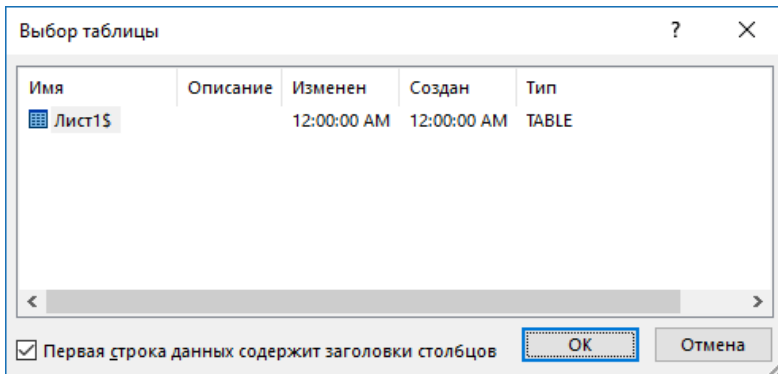 Выбор таблицы ?
Имя Описание Изменен Создан Тип
Лист1$ 12:00:00 AM 12:00:00 AM TABLE
Первая строка данных содержит заголовки столбцов OK Отмена